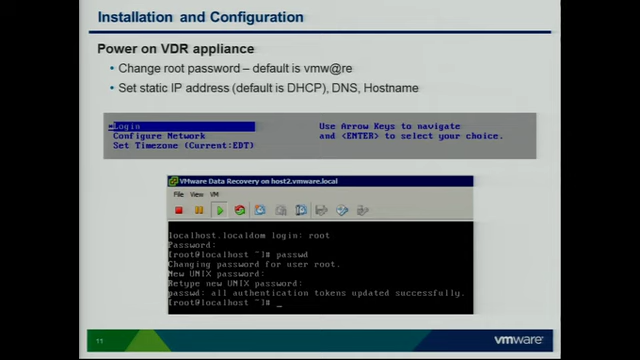 Installation and Configuration
Power on VDR appliance
• Change root password – default is vmw@re
• Set static IP address (default is DHCP), DNS, Hostname
Login
Use Arrow Keys to navigate
Configure Network
and <ENTER> to select your choice.
Set Timezone (Current:EDT)
VMware Data Recovery on host2.vmware.local
File View VM
localhost.localdom login: root
Password:
[root@localhost ~]# passwd
Changing password for user root.
New UNIX password:
Retype new UNIX password:
passwd: all authentication tokens updated successfully.
[root@localhost ~]# _
11
vmware